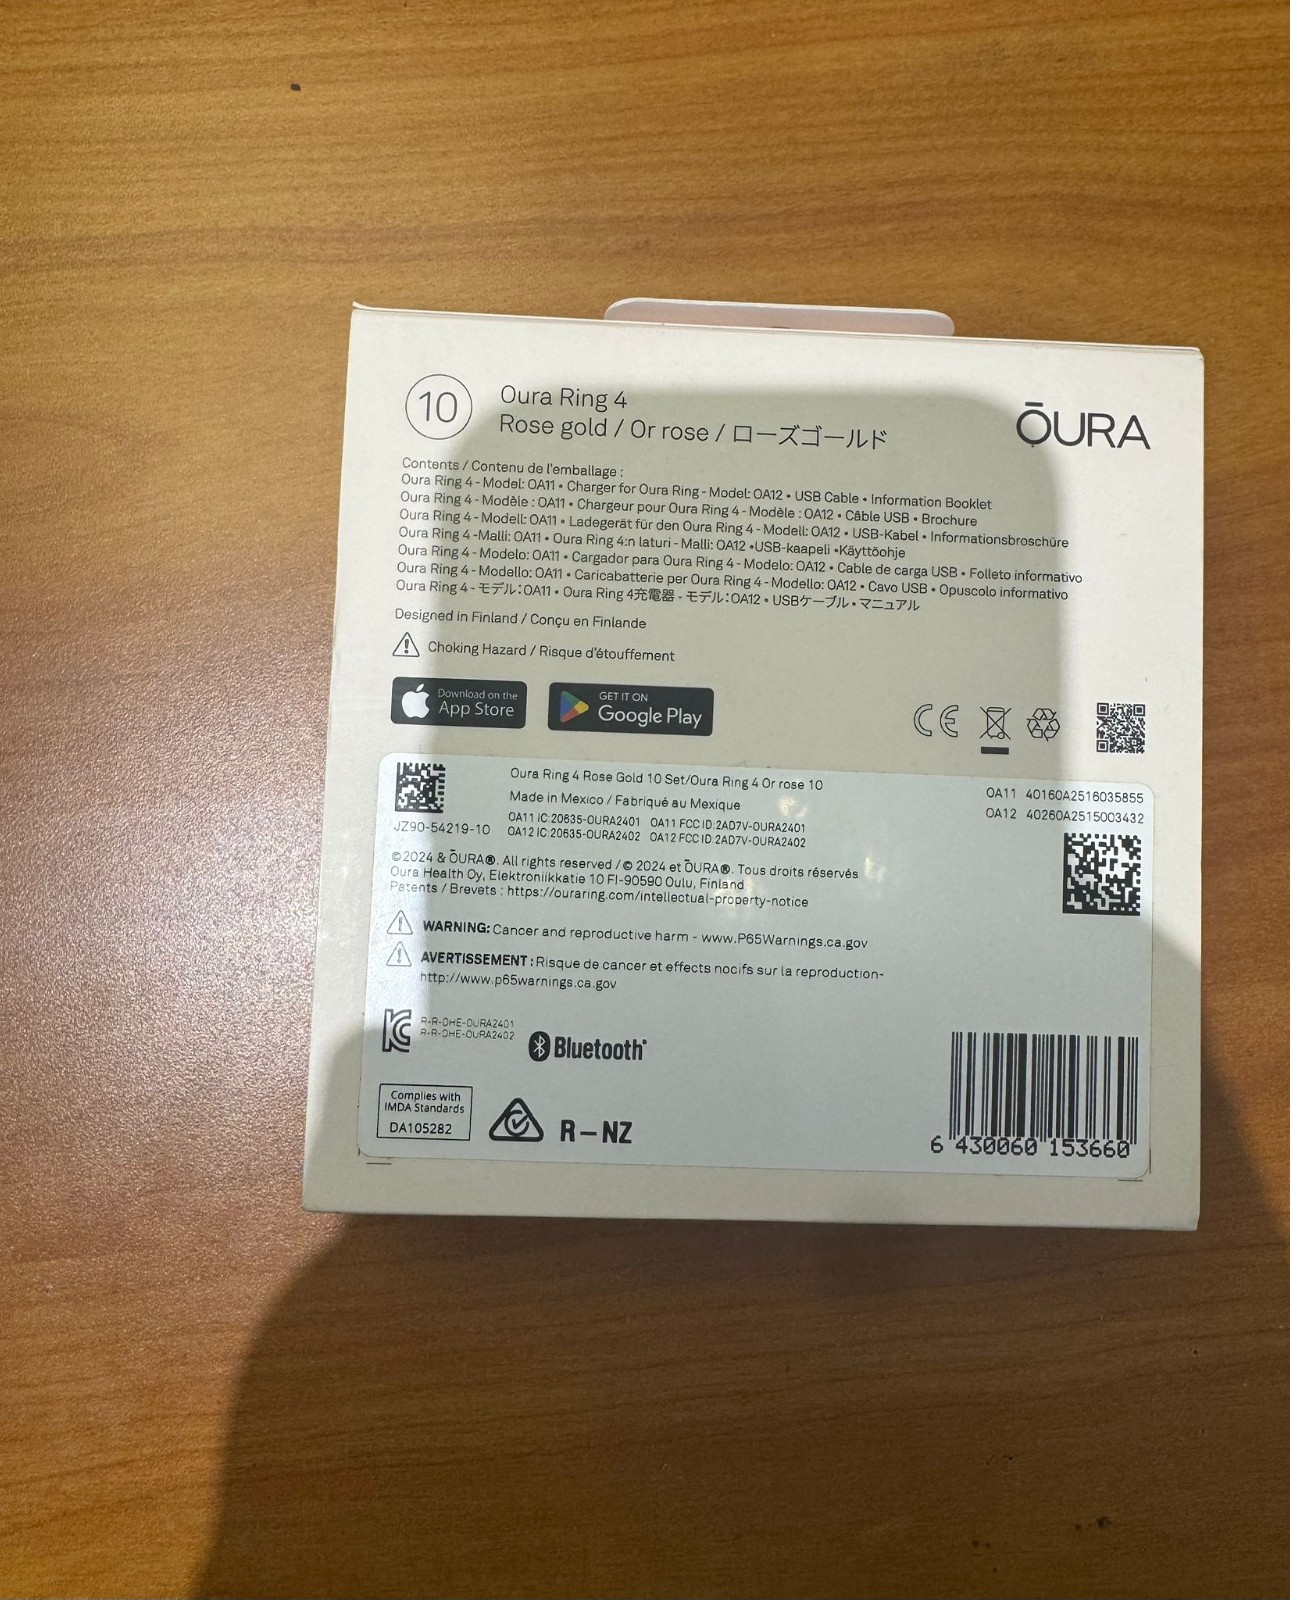 10
Oura Ring 4
Rose gold / Or rose / ローズゴールド
ŌURA
Contents / Contenu de l'emballage :
Oura Ring 4 - Model: OA11 • Charger for Oura Ring - Model: OA12 • USB Cable • Information Booklet
Oura Ring 4 - Modèle : OA11 • Chargeur pour Oura Ring 4 - Modèle : OA12 • Câble USB • Brochure
Oura Ring 4 - Modell: OA11 • Ladegerät für den Oura Ring 4 - Modell: OA12 • USB-Kabel • Informationsbroschüre
Oura Ring 4 -Malli: OA11 • Oura Ring 4:n laturi - Malli: OA12 •USB-kaapeli •Käyttöohje
Oura Ring 4 - Modelo: OA11 • Cargador para Oura Ring 4 - Modelo: OA12 • Cable de carga USB • Folleto informativo
Oura Ring 4 - Modello: OA11 • Caricabatterie per Oura Ring 4 - Modello: OA12 • Cavo USB • Opuscolo informativo
Oura Ring 4 - モデル：OA11 • Oura Ring 4充電器 - モデル：OA12 • USBケーブル • マニュアル
Designed in Finland / Conçu en Finlande
Choking Hazard / Risque d'étouffement
Download on the
App Store
GET IT ON
Google Play
CE
Oura Ring 4 Rose Gold 10 Set/Oura Ring 4 Or rose 10
Made in Mexico / Fabriqué au Mexique
OA11 IC:20635-OURA2401 OA11 FCC ID:2AD7V-OURA2401
OA12 IC:20635-OURA2402 OA12 FCC ID:2AD7V-OURA2402
JZ90-54219-10
OA11 40160A2516035855
OA12 40260A2515003432
©2024 & ŌURA®. All rights reserved / © 2024 et ŌURA®. Tous droits réservés
Oura Health Oy, Elektroniikkatie 10 FI-90590 Oulu, Finland
Patents / Brevets : https://ouraring.com/intellectual-property-notice
WARNING: Cancer and reproductive harm - www.P65Warnings.ca.gov
AVERTISSEMENT : Risque de cancer et effects nocifs sur la reproduction-
http://www.p65warnings.ca.gov
R-R-OHE-OURA2401
R-R-OHE-OURA2402
Bluetooth®
Complies with
IMDA Standards
DA105282
R-NZ
6 430060 153660